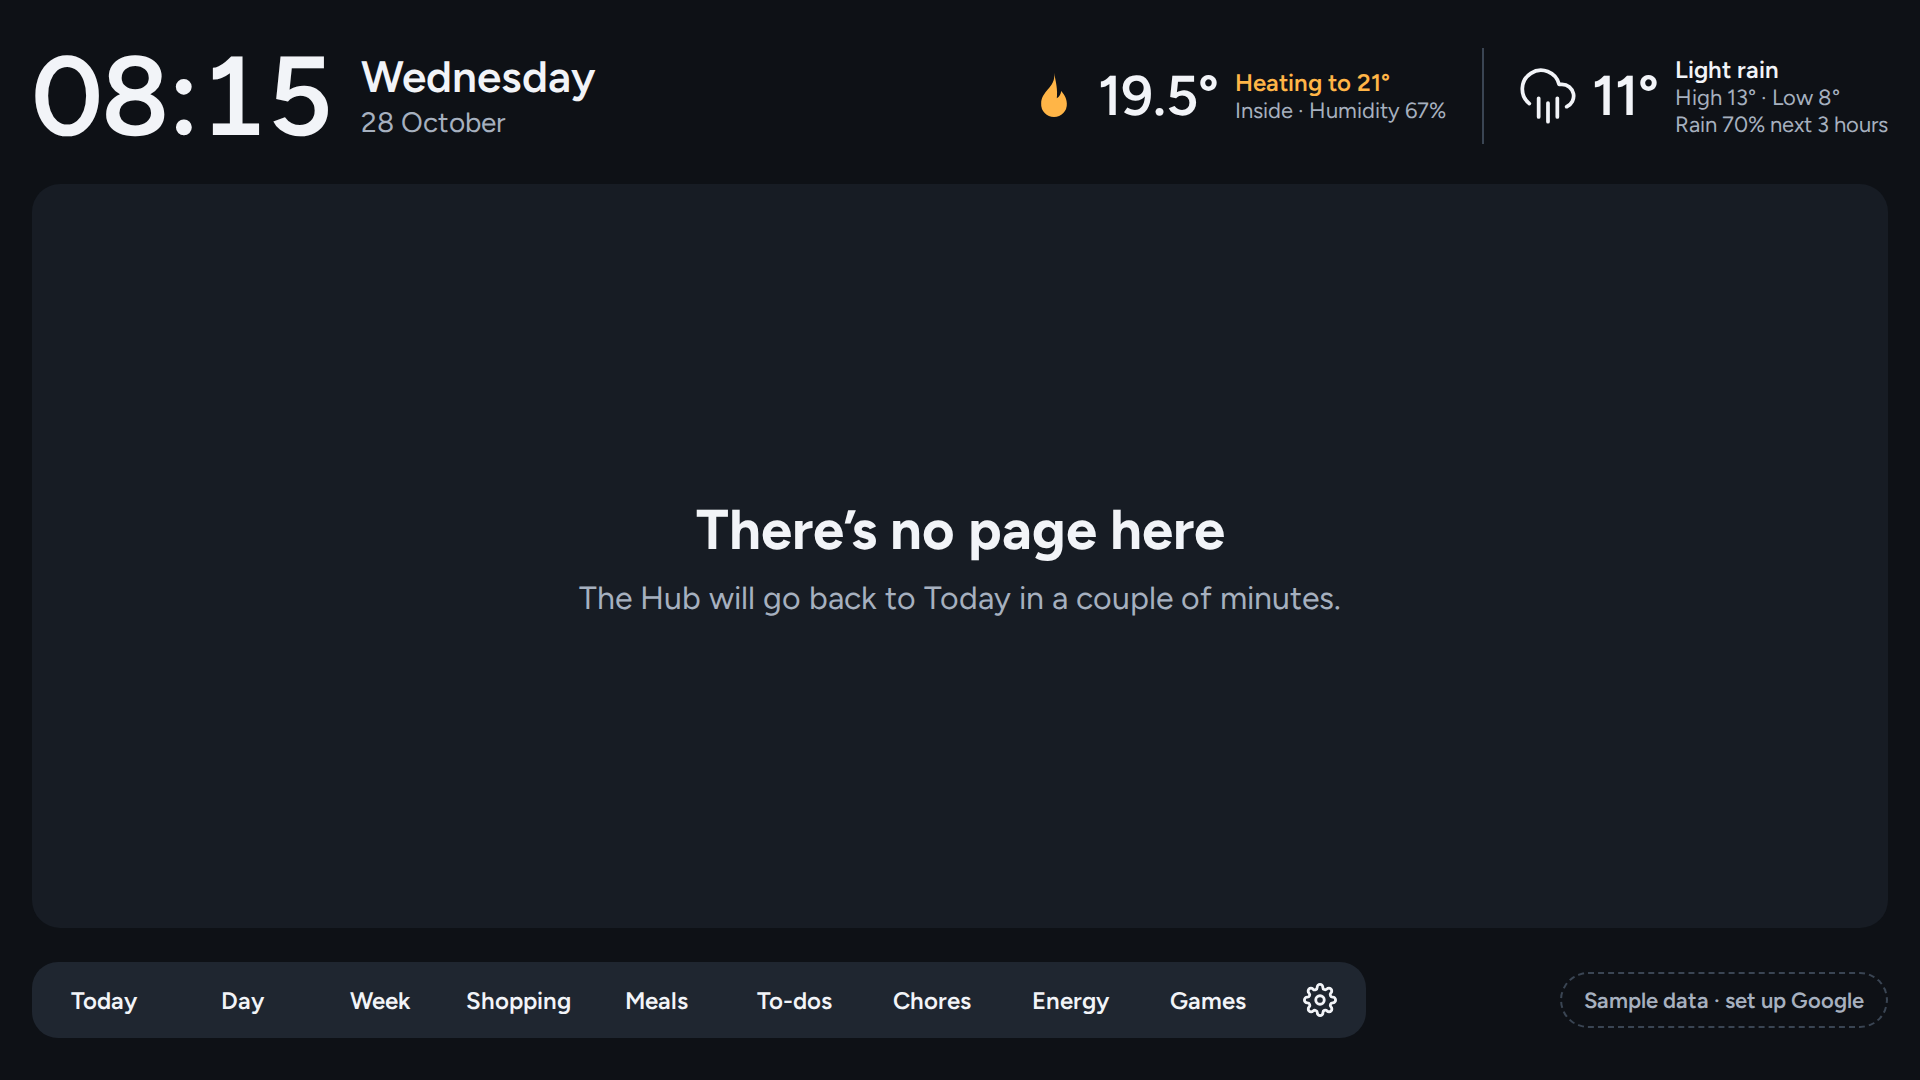 08:15
Wednesday
28 October
19.5°
Heating to 21°
Inside · Humidity 67%
11°
Light rain
High 13° · Low 8°
Rain 70% next 3 hours
There’s no page here
The Hub will go back to Today in a couple of minutes.
Today Day Week Shopping Meals To-dos Chores Energy Games
Sample data · set up Google